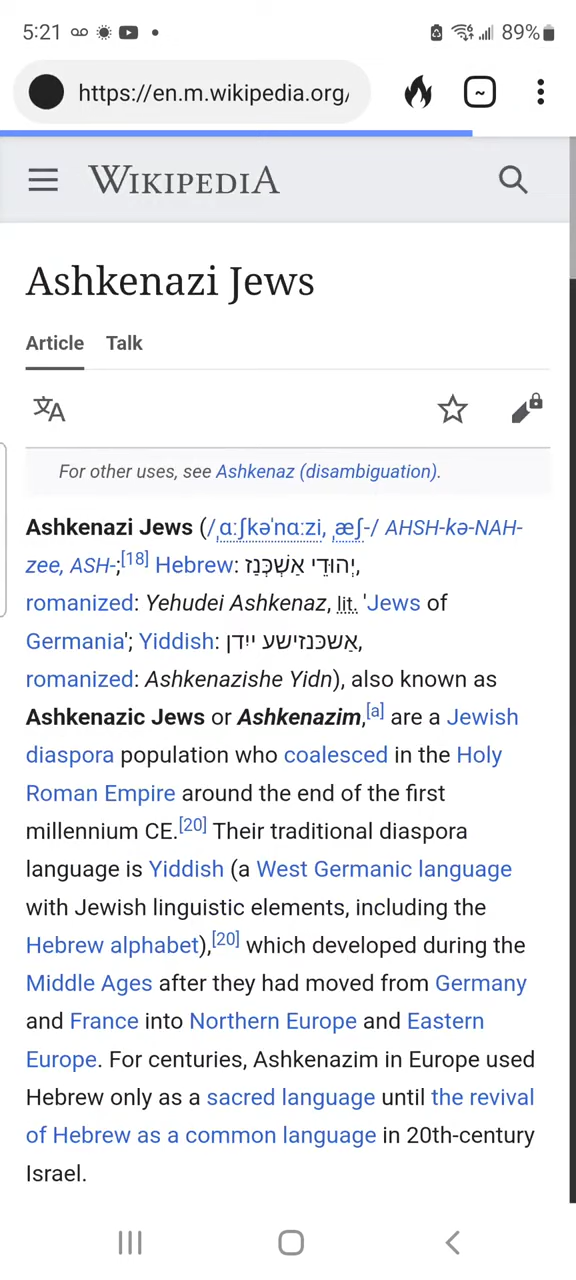 5:21
89%
https://en.m.wikipedia.org/
WIKIPEDIA
Ashkenazi Jews
Article Talk
文A
For other uses, see Ashkenaz (disambiguation).
Ashkenazi Jews (/ˌɑːʃkəˈnɑːzi, ˌæʃ-/ AHSH-kə-NAH-
zee, ASH-;[18] Hebrew: יְהוּדֵי אַשְׁכְּנַז,
romanized: Yehudei Ashkenaz, lit. 'Jews of
Germania'; Yiddish: אַשכּנזישע ייִדן,
romanized: Ashkenazishe Yidn), also known as
Ashkenazic Jews or Ashkenazim,[a] are a Jewish
diaspora population who coalesced in the Holy
Roman Empire around the end of the first
millennium CE.[20] Their traditional diaspora
language is Yiddish (a West Germanic language
with Jewish linguistic elements, including the
Hebrew alphabet),[20] which developed during the
Middle Ages after they had moved from Germany
and France into Northern Europe and Eastern
Europe. For centuries, Ashkenazim in Europe used
Hebrew only as a sacred language until the revival
of Hebrew as a common language in 20th-century
Israel.